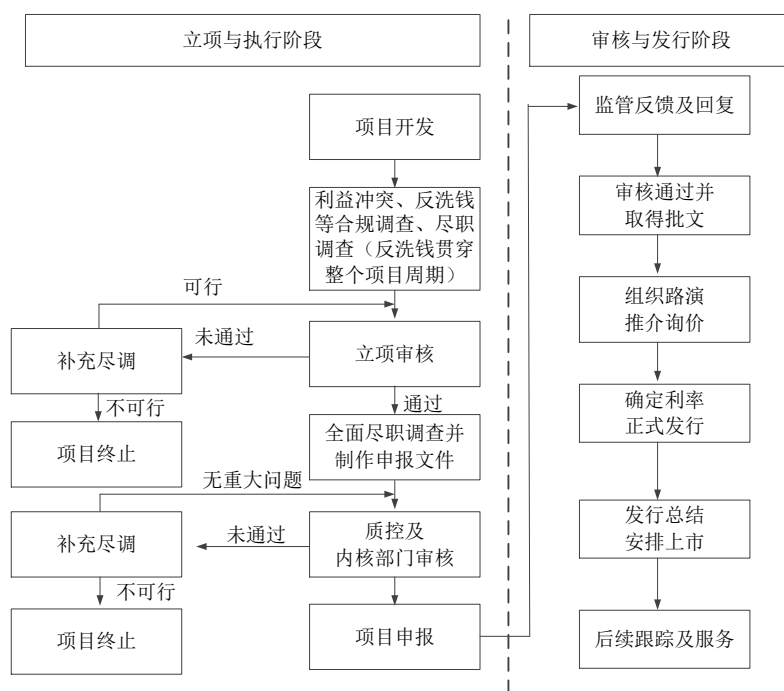 立项与执行阶段
审核与发行阶段
项目开发
利益冲突、反洗钱
等合规调查、尽职
调查（反洗钱贯穿
整个项目周期）
可行
未通过
补充尽调
立项审核
不可行
通过
项目终止
全面尽职调查并
制作申报文件
无重大问题
未通过
补充尽调
质控及
内核部门审核
不可行
项目终止
项目申报
监管反馈及回复
审核通过并
取得批文
组织路演
推介询价
确定利率
正式发行
发行总结
安排上市
后续跟踪及服务